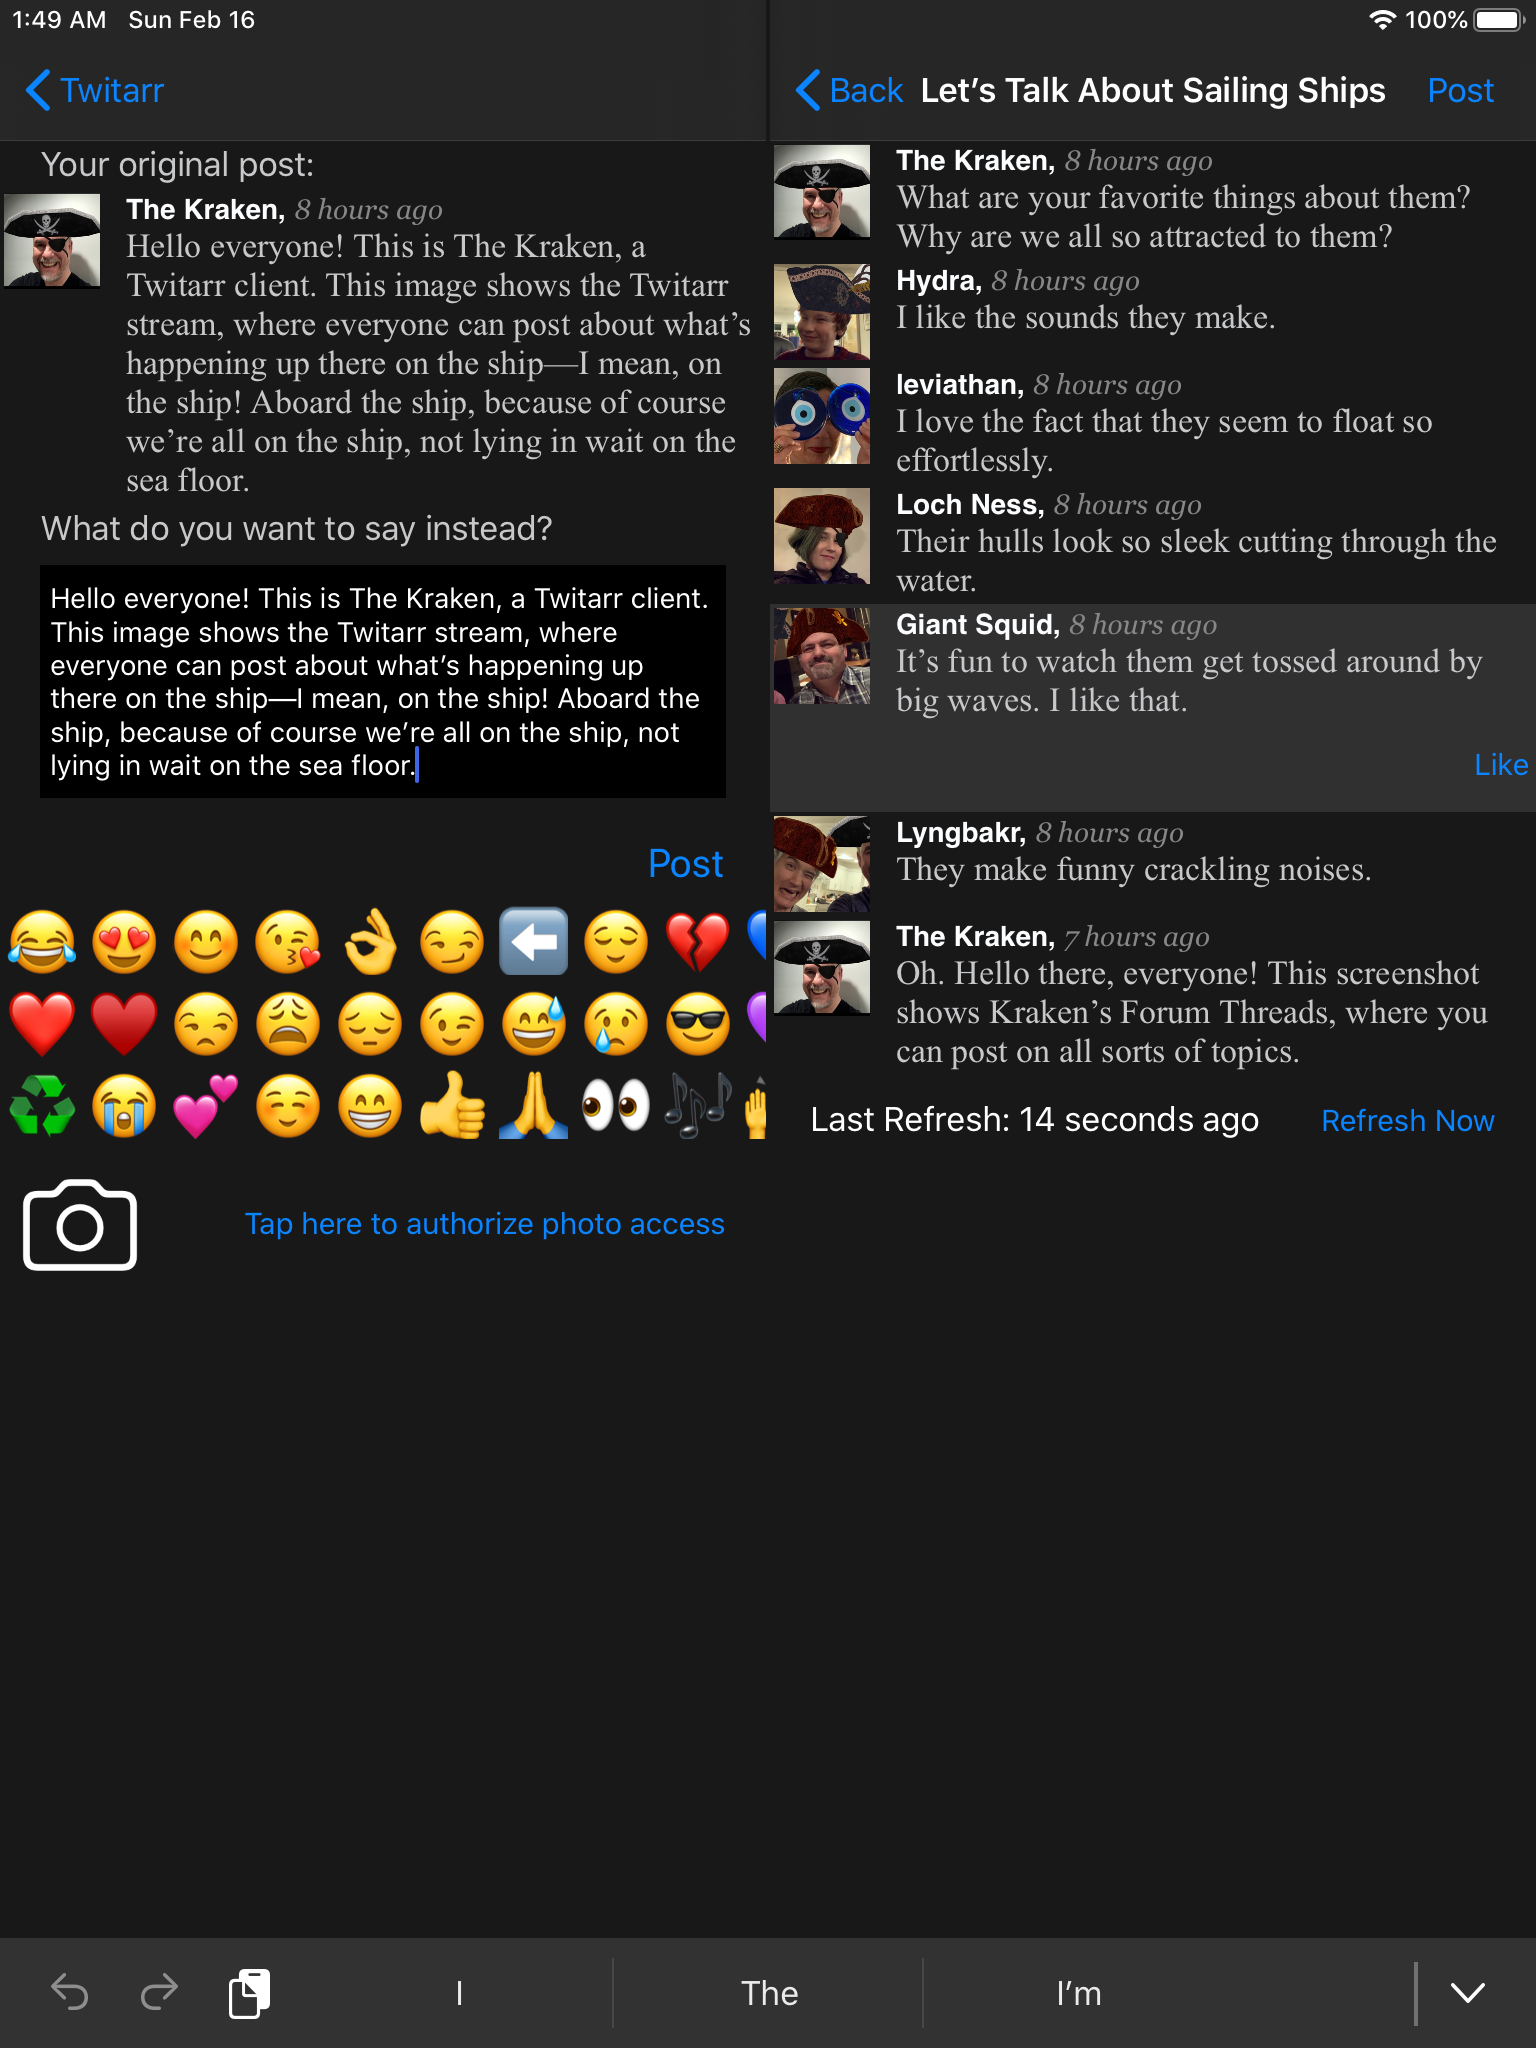 1:49 AM Sun Feb 16
100%
Twitarr
Your original post:
The Kraken, 8 hours ago
Hello everyone! This is The Kraken, a
Twitarr client. This image shows the Twitarr
stream, where everyone can post about what’s
happening up there on the ship—I mean, on
the ship! Aboard the ship, because of course
we’re all on the ship, not lying in wait on the
sea floor.
What do you want to say instead?
Hello everyone! This is The Kraken, a Twitarr client.
This image shows the Twitarr stream, where
everyone can post about what’s happening up
there on the ship—I mean, on the ship! Aboard the
ship, because of course we’re all on the ship, not
lying in wait on the sea floor.
Post
Tap here to authorize photo access
Back Let’s Talk About Sailing Ships Post
The Kraken, 8 hours ago
What are your favorite things about them?
Why are we all so attracted to them?
Hydra, 8 hours ago
I like the sounds they make.
leviathan, 8 hours ago
I love the fact that they seem to float so
effortlessly.
Loch Ness, 8 hours ago
Their hulls look so sleek cutting through the
water.
Giant Squid, 8 hours ago
It’s fun to watch them get tossed around by
big waves. I like that.
Like
Lyngbakr, 8 hours ago
They make funny crackling noises.
The Kraken, 7 hours ago
Oh. Hello there, everyone! This screenshot
shows Kraken’s Forum Threads, where you
can post on all sorts of topics.
Last Refresh: 14 seconds ago Refresh Now
I The I’m